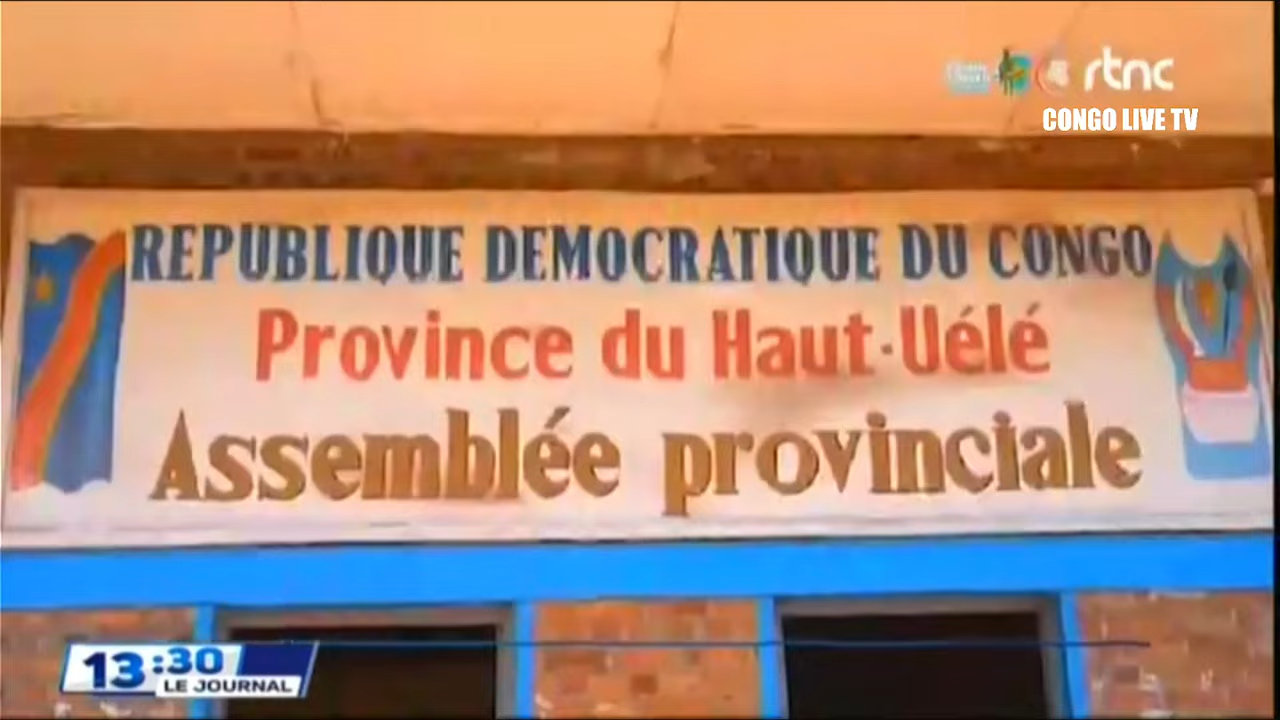 rtnc
CONGO LIVE TV
REPUBLIQUE DEMOCRATIQUE DU CONGO
Province du Haut-Uélé
Assemblée provinciale
13:30
LE JOURNAL